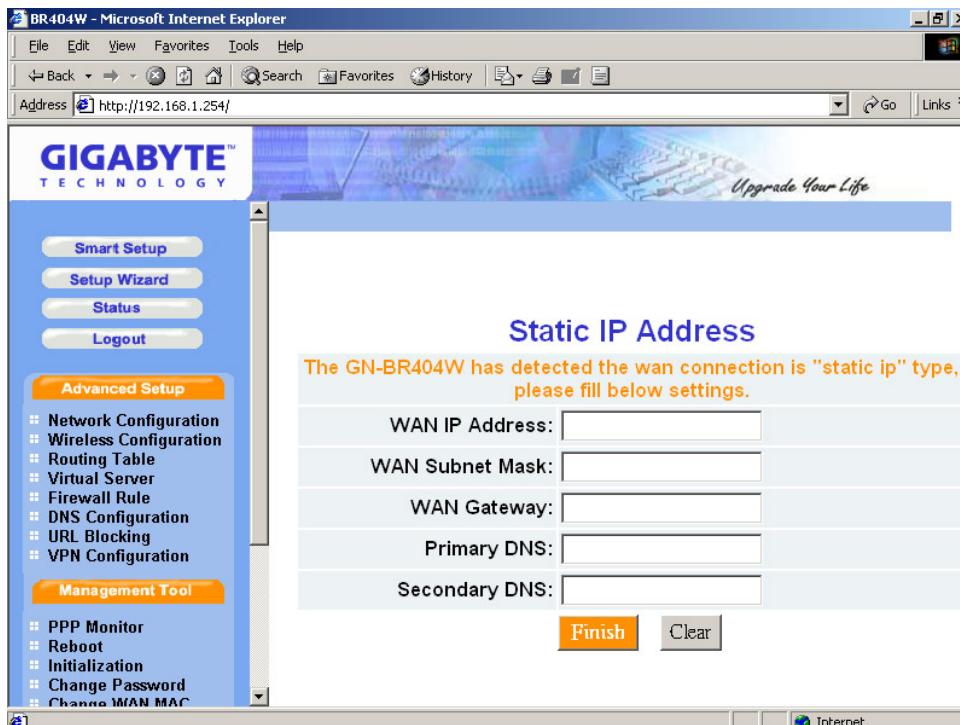 BR404W - Microsoft Internet Explorer
File Edit View Favorites Tools Help
Back Search Favorites History
Address http://192.168.1.254/ Go Links
GIGABYTE™
TECHNOLOGY
Upgrade Your Life
Smart Setup
Setup Wizard
Status
Logout
Advanced Setup
Network Configuration
Wireless Configuration
Routing Table
Virtual Server
Firewall Rule
DNS Configuration
URL Blocking
VPN Configuration
Management Tool
PPP Monitor
Reboot
Initialization
Change Password
Change WAN MAC
Static IP Address
The GN-BR404W has detected the wan connection is "static ip" type,
please fill below settings.
WAN IP Address:
WAN Subnet Mask:
WAN Gateway:
Primary DNS:
Secondary DNS:
Finish Clear
Internet